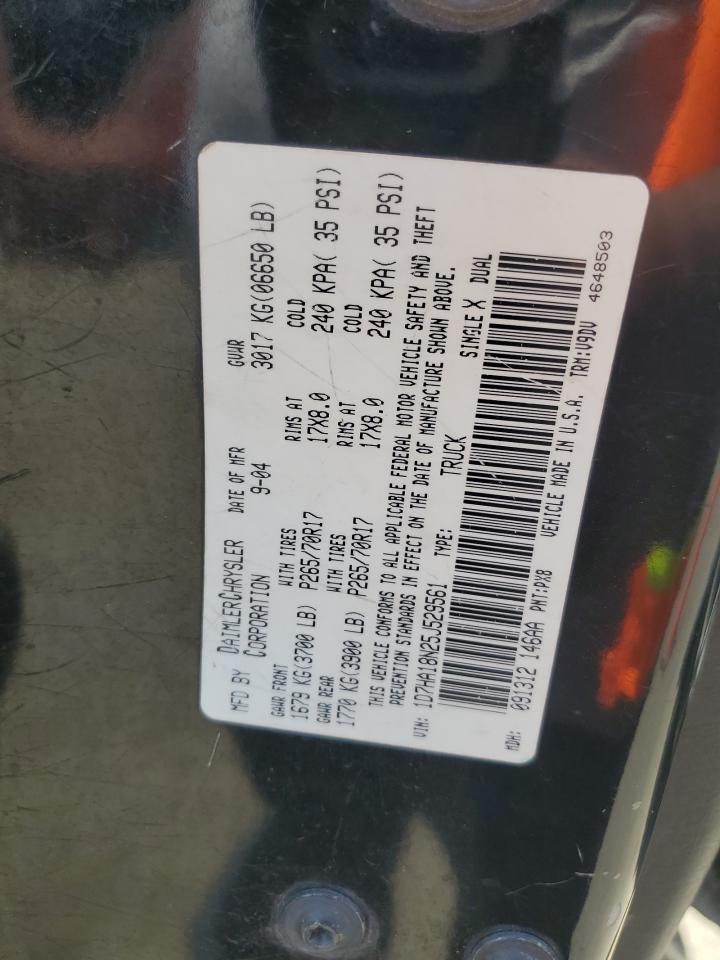 MFD BY DAIMLERCHRYSLER CORPORATION DATE OF MFR 9-04 GVWR 3017 KG(06650 LB)
GAWR FRONT WITH TIRES RIMS AT COLD
1679 KG(3700 LB) P265/70R17 17X8.0 240 KPA( 35 PSI)
GAWR REAR WITH TIRES RIMS AT COLD
1770 KG(3900 LB) P265/70R17 17X8.0 240 KPA( 35 PSI)
THIS VEHICLE CONFORMS TO ALL APPLICABLE FEDERAL MOTOR VEHICLE SAFETY AND THEFT
PREVENTION STANDARDS IN EFFECT ON THE DATE OF MANUFACTURE SHOWN ABOVE.
VIN: 1D7HA18N25J529561 TYPE: TRUCK SINGLE X DUAL
MDH: 091312 146AA PNT:PX8 VEHICLE MADE IN U.S.A. TRM:V9DV
4648503